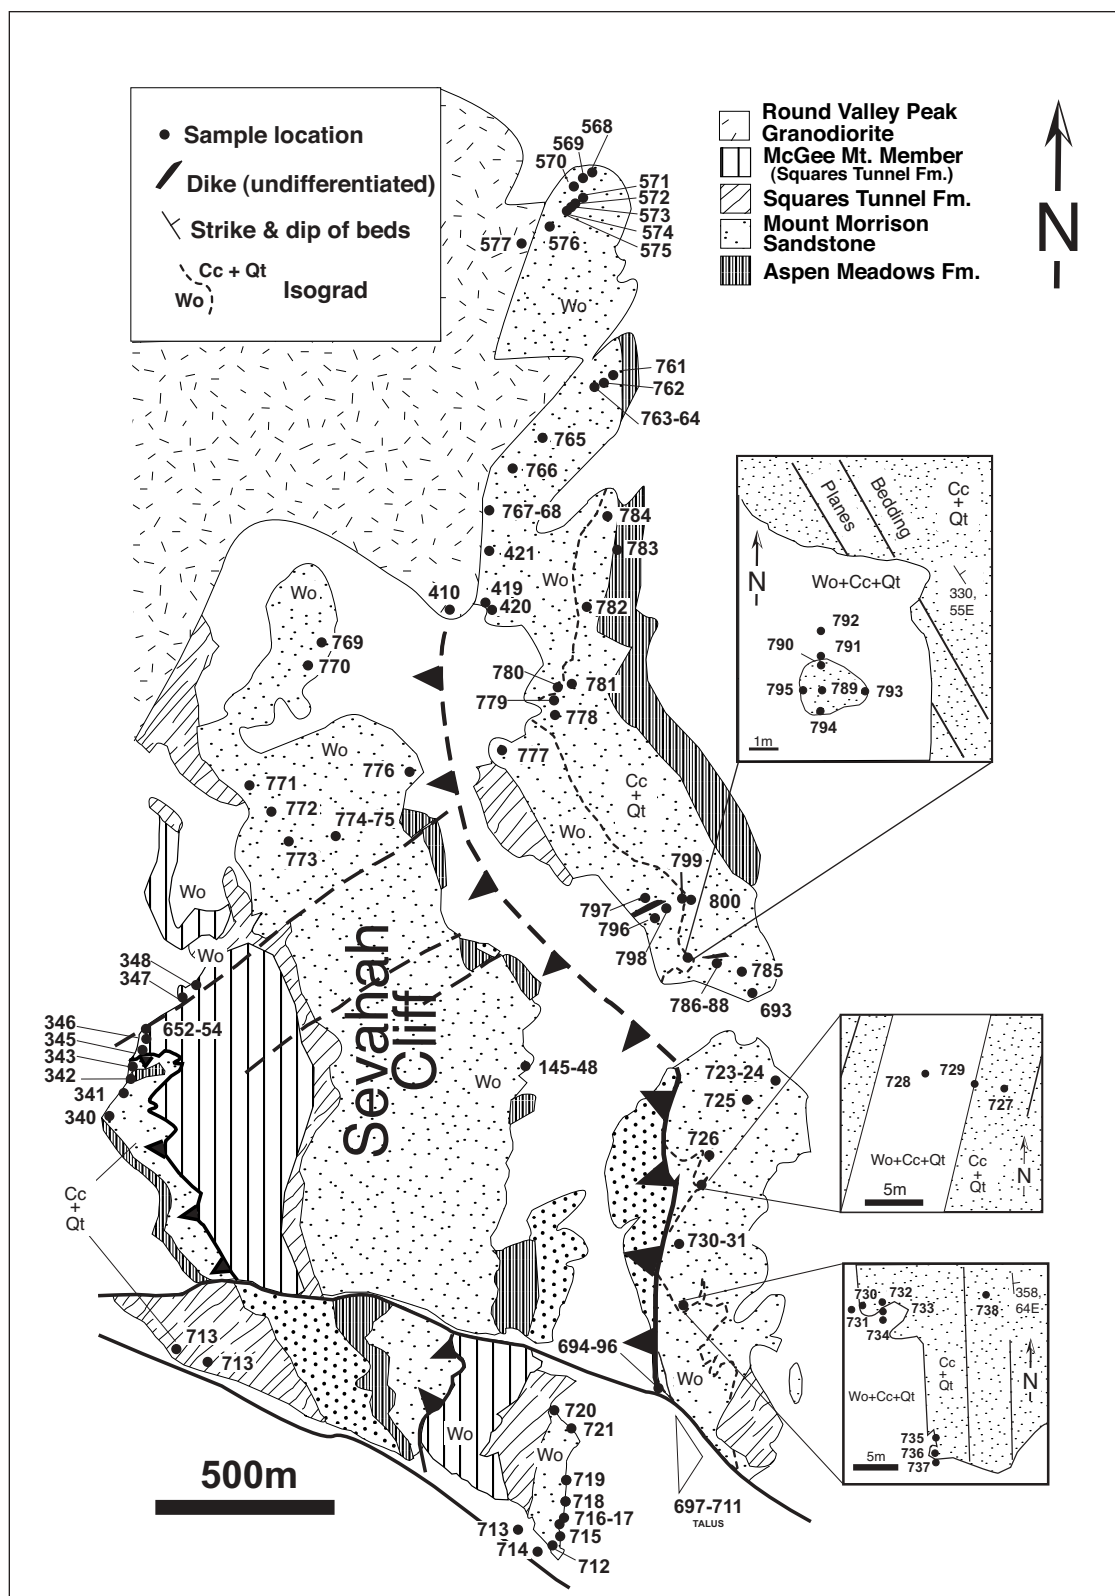 Sample location
Dike (undifferentiated)
Strike & dip of beds
Cc + Qt
Wo
Isograd
Round Valley Peak
Granodiorite
McGee Mt. Member
(Squares Tunnel Fm.)
Squares Tunnel Fm.
Mount Morrison
Sandstone
Aspen Meadows Fm.
N
568
569
570
571
572
573
574
575
576
577
Wo
761
762
763-64
765
766
767-68
421
419
420
410
784
783
Wo
782
Wo
769
770
780
781
779
778
777
Wo
776
771
772
774-75
773
Cc
+
Qt
Wo
799
800
797
796
798
785
786-88
693
Wo
Wo
348
347
346
345
343
342
341
340
652-54
Sevahah
Cliff
Wo
145-48
723-24
725
726
730-31
694-96
Wo
Cc
+
Qt
713
713
720
721
Wo
Wo
719
718
716-17
715
713
714
712
697-711
TALUS
500m
Planes
Bedding
Cc
+
Qt
N
Wo+Cc+Qt
330,
55E
792
790
791
795
789
793
794
1m
728
729
727
Wo+Cc+Qt
Cc
+
Qt
N
5m
730
732
731
733
734
738
358,
64E
Cc
+
Qt
N
Wo+Cc+Qt
735
736
737
5m